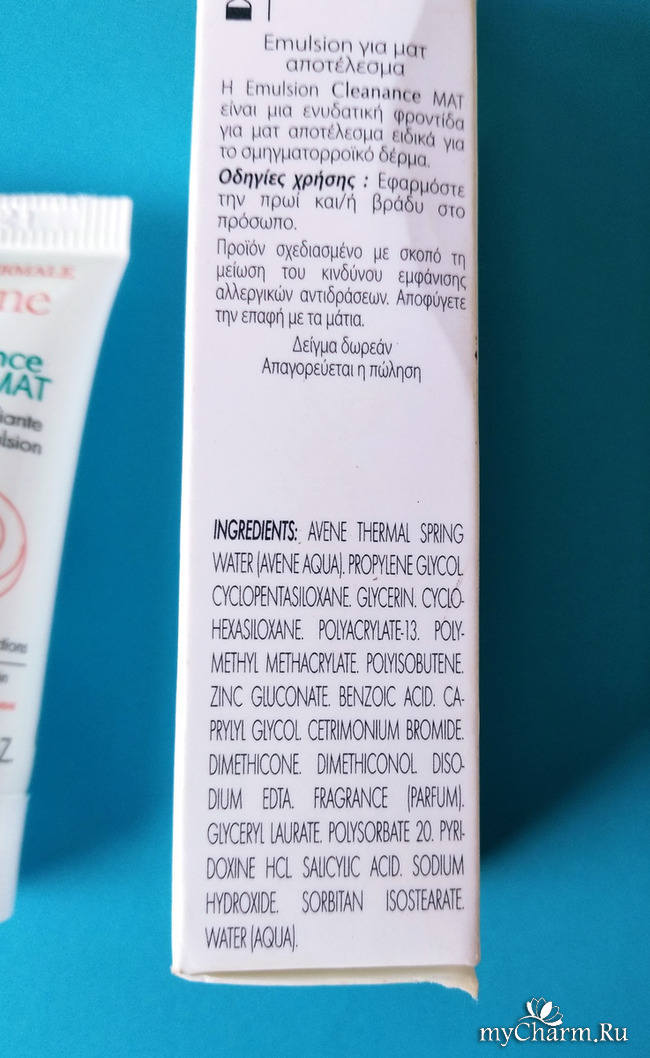 Emulsion για ματ
αποτέλεσμα
Η Emulsion Cleanance MAT
είναι μια ενυδατική φροντίδα
για ματ αποτέλεσμα ειδικά για
το σμηγματορροϊκό δέρμα.
Οδηγίες χρήσης : Εφαρμόστε
την πρωί και/ή βράδυ στο
πρόσωπο.
Προϊόν σχεδιασμένο με σκοπό τη
μείωση του κινδύνου εμφάνισης
αλλεργικών αντιδράσεων. Αποφύγετε
την επαφή με τα μάτια.
Δείγμα δωρεάν
Απαγορεύεται η πώληση
INGREDIENTS: AVENE THERMAL SPRING
WATER (AVENE AQUA). PROPYLENE GLYCOL.
CYCLOPENTASILOXANE. GLYCERIN. CYCLO-
HEXASILOXANE. POLYACRYLATE-13. POLY-
METHYL METHACRYLATE. POLYISOBUTENE.
ZINC GLUCONATE. BENZOIC ACID. CA-
PRYLYL GLYCOL. CETRIMONIUM BROMIDE.
DIMETHICONE. DIMETHICONOL. DISO-
DIUM EDTA. FRAGRANCE (PARFUM).
GLYCERYL LAURATE. POLYSORBATE 20. PYRI-
DOXINE HCL. SALICYLIC ACID. SODIUM
HYDROXIDE. SORBITAN ISOSTEARATE.
WATER (AQUA).
MAT
myCharm.Ru